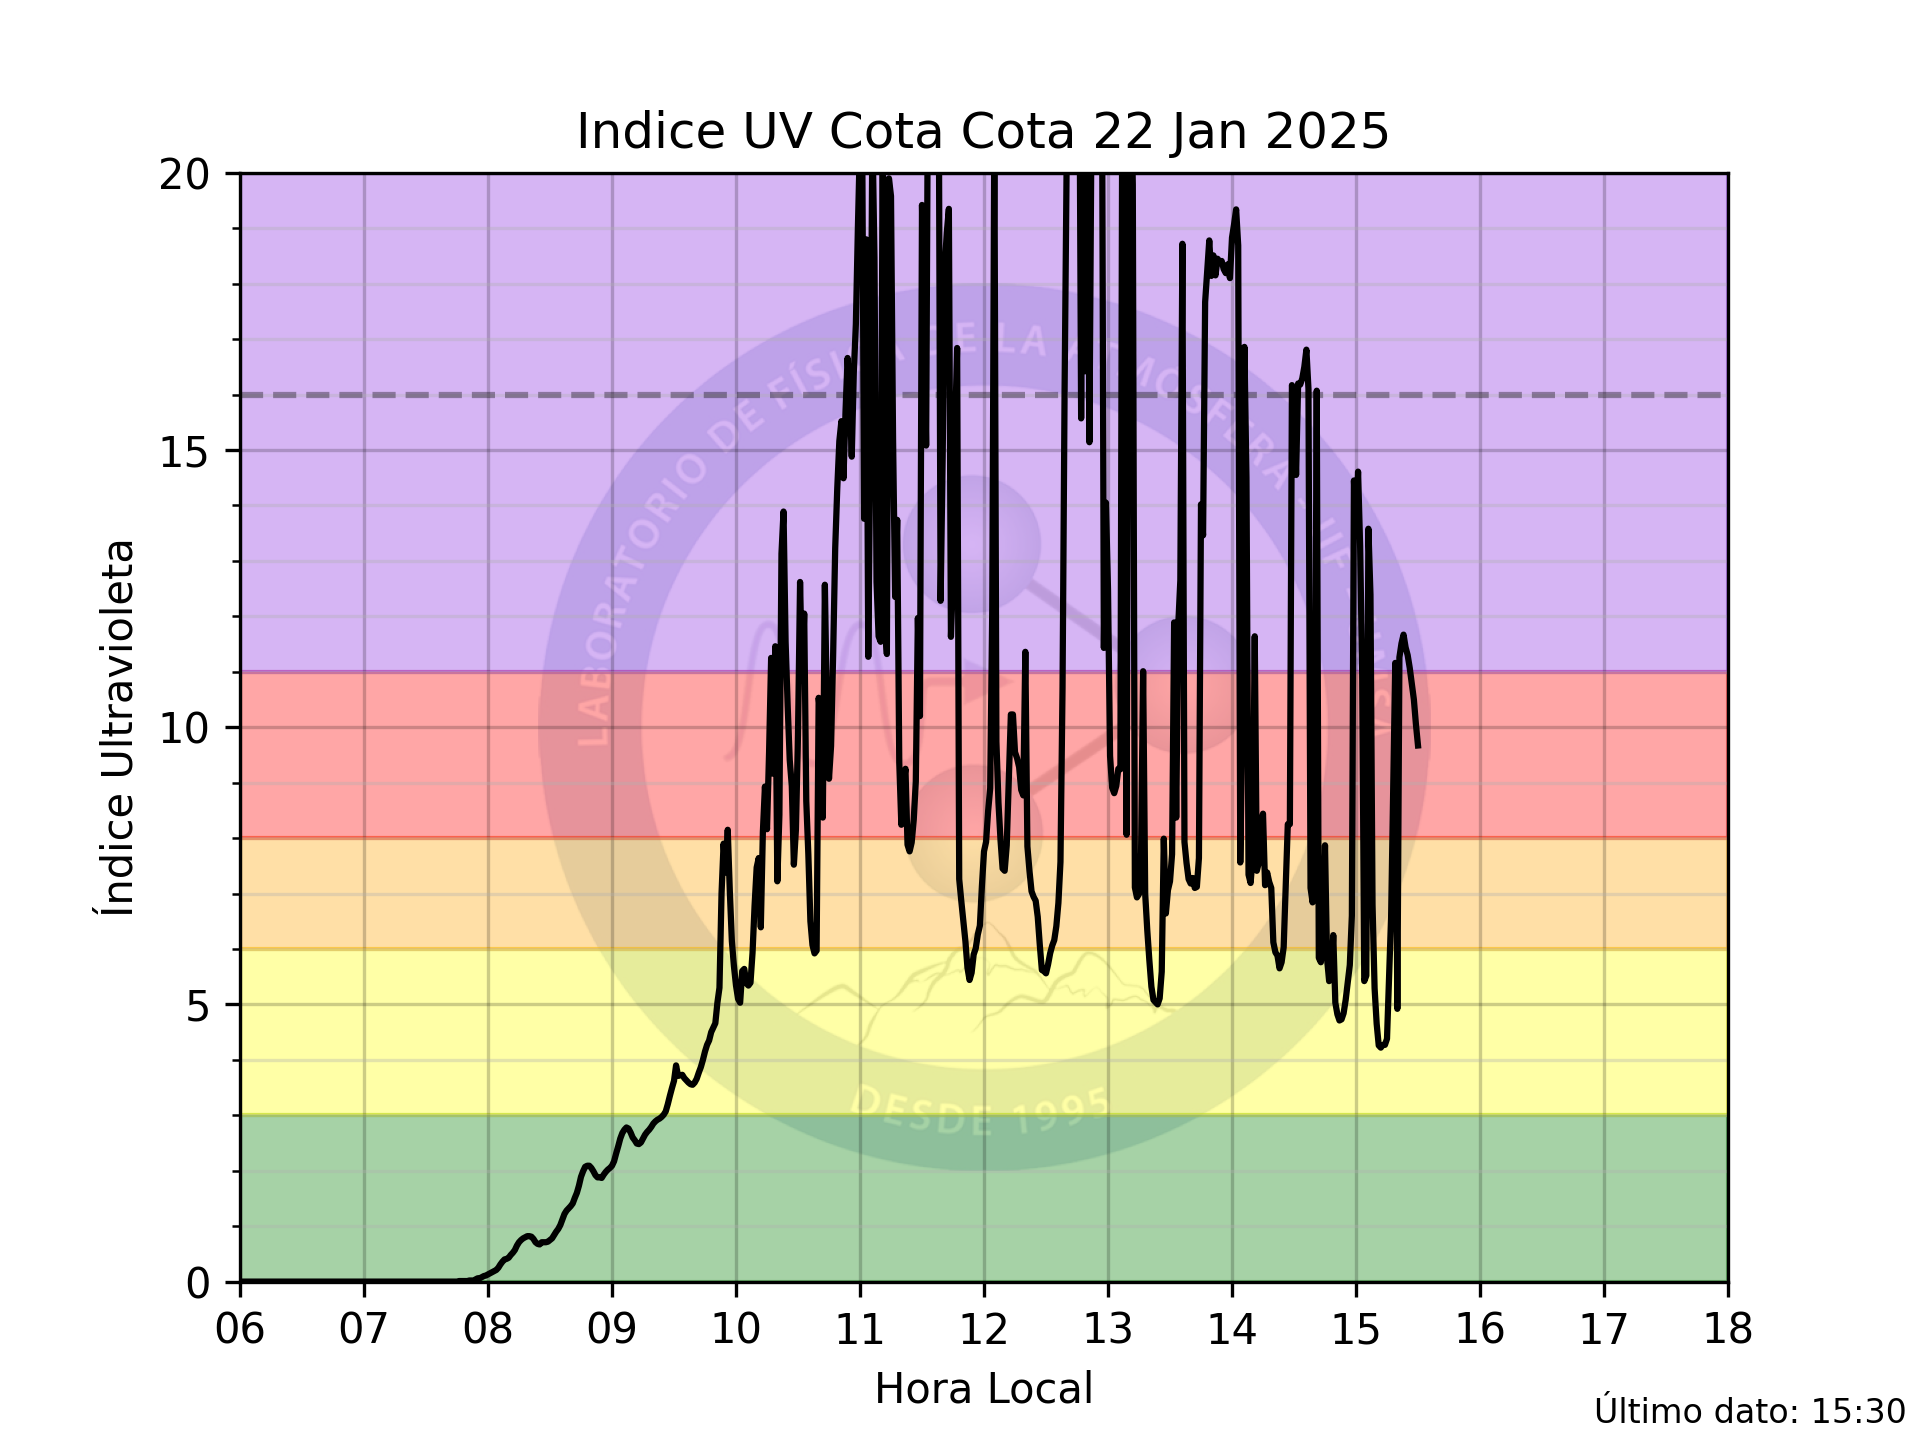 Indice UV Cota Cota 22 Jan 2025
20
15
10
5
0
Índice Ultravioleta
LABORATORIO DE FÍSICA DE LA ATMOSFERA
DESDE 1995
06 07 08 09 10 11 12 13 14 15 16 17 18
Hora Local
Último dato: 15:30